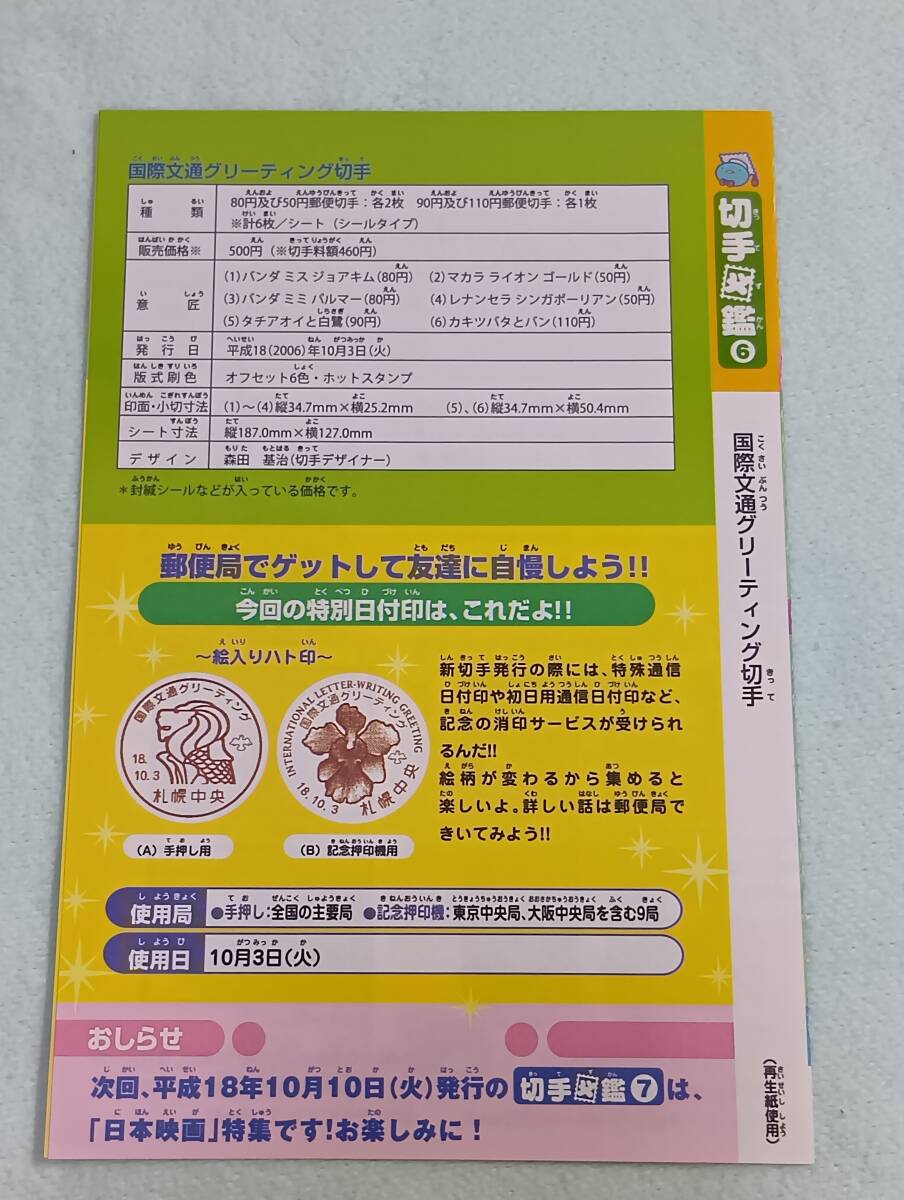 国際文通グリーティング切手
種類 80円及び50円郵便切手:各2枚 90円及び110円郵便切手:各1枚
※計6枚/シート(シールタイプ)
販売価格※ 500円(※切手料額460円)
意匠 (1)バンダ ミス ジョアキム(80円) (2)マカラ ライオン ゴールド(50円)
(3)バンダ ミミ パルマー(80円) (4)レナンセラ シンガポーリアン(50円)
(5)タチアオイと白鷺(90円) (6)カキツバタとバン(110円)
発行日 平成18(2006)年10月3日(火)
版式刷色 オフセット6色・ホットスタンプ
印面・小切寸法 (1)〜(4)縦34.7mm×横25.2mm (5)、(6)縦34.7mm×横50.4mm
シート寸法 縦187.0mm×横127.0mm
デザイン 森田 基治(切手デザイナー)
*封緘シールなどが入っている価格です。
郵便局でゲットして友達に自慢しよう!!
今回の特別日付印は、これだよ!!
〜絵入りハト印〜
国際文通グリーティング
18.
10.3
札幌中央
(A)手押し用
INTERNATIONAL LETTER-WRITING GREETING
国際文通グリーティング
18.10.3
札幌中央
(B)記念押印機用
新切手発行の際には、特殊通信
日付印や初日用通信日付印など、
記念の消印サービスが受けられ
るんだ!!
絵柄が変わるから集めると
楽しいよ。詳しい話は郵便局で
きいてみよう!!
使用局 ●手押し:全国の主要局 ●記念押印機:東京中央局、大阪中央局を含む9局
使用日 10月3日(火)
おしらせ
次回、平成18年10月10日(火)発行の切手図鑑7は、
「日本映画」特集です!お楽しみに!
切手図鑑6
国際文通グリーティング切手
(再生紙使用)